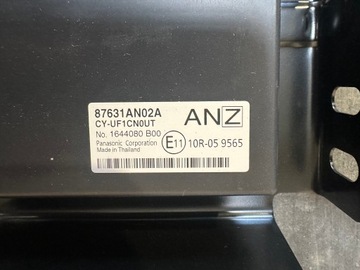 87631AN02A
CY-UF1CN0UT
No. 1644080 B00
Panasonic Corporation
Made in Thailand
ANZ
E11 10R-05 9565